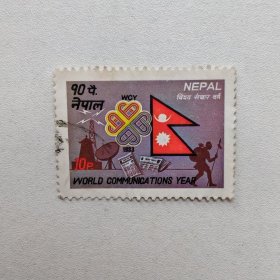 १० पै.
नेपाल
WCY
NEPAL
विश्व संचार वर्ष
1983
10P.
WORLD COMMUNICATIONS YEAR